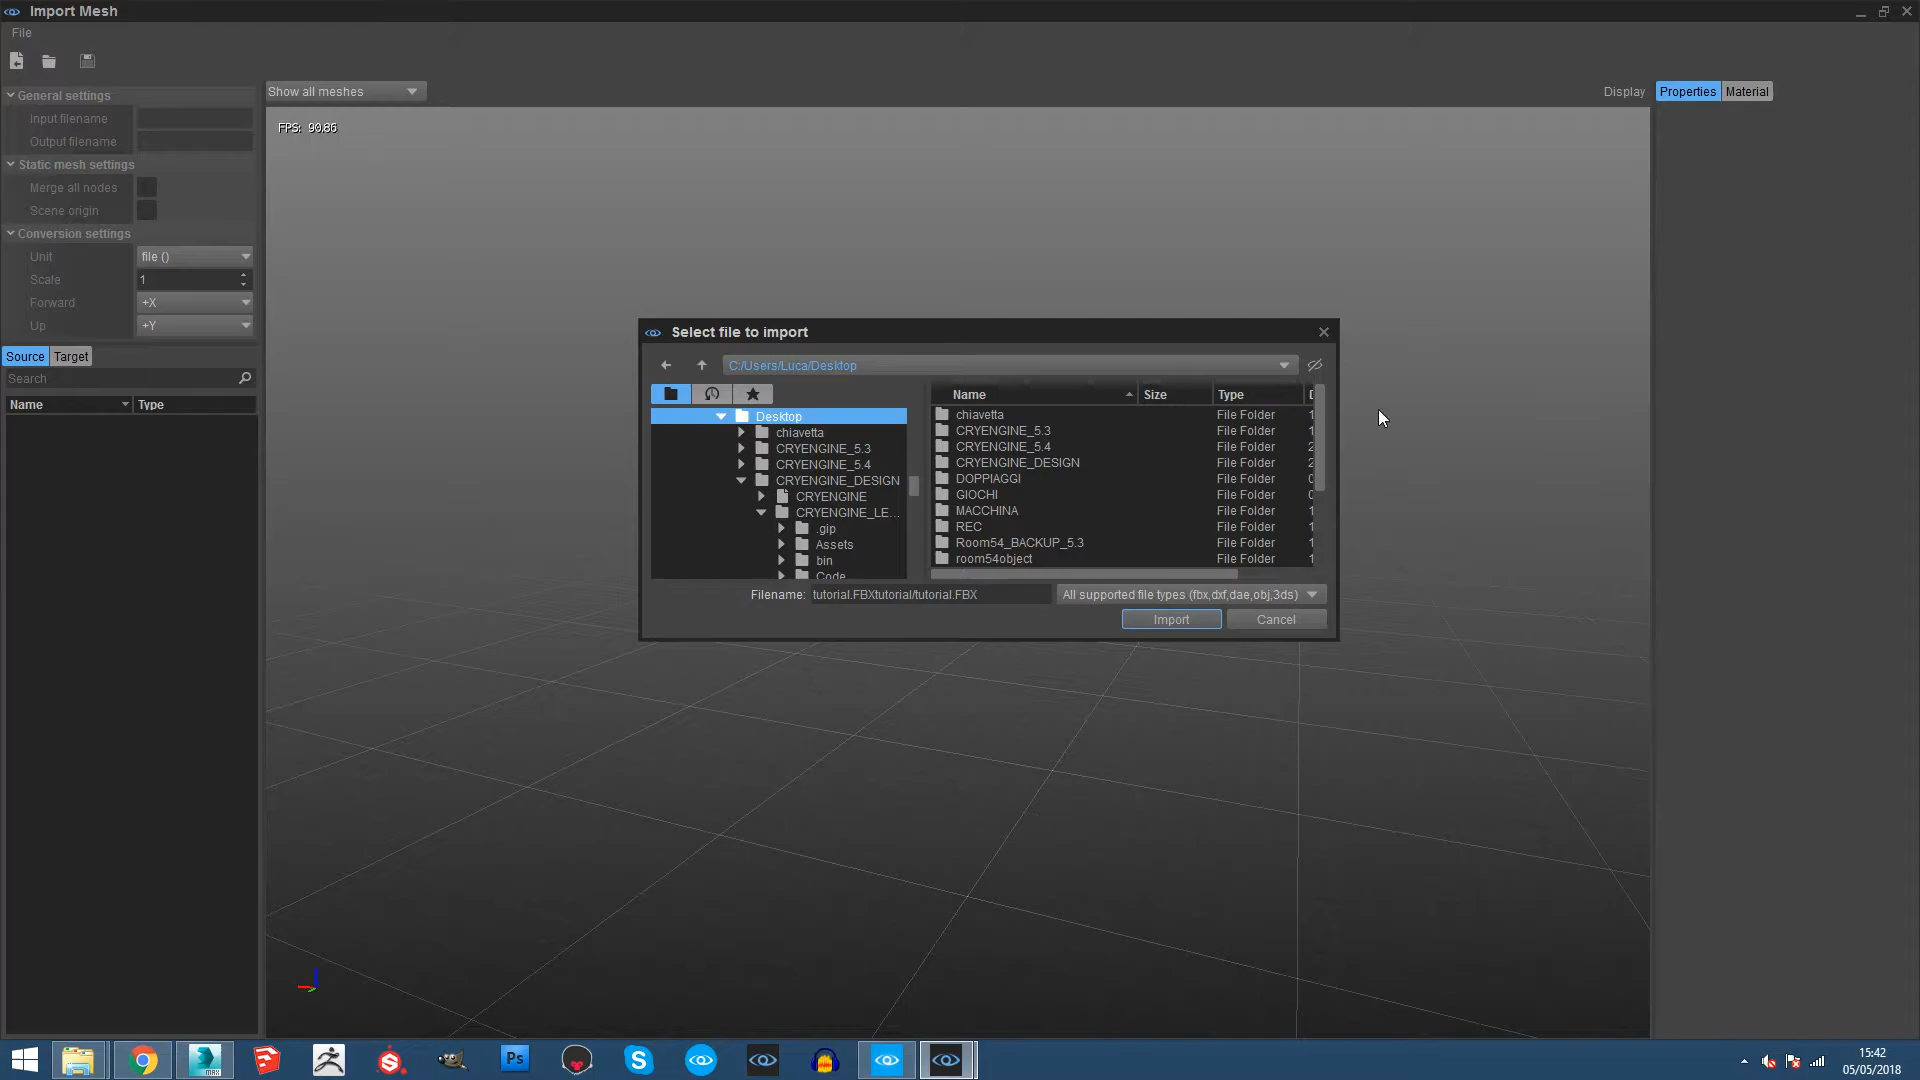 Import Mesh
File
General settings
Input filename
Output filename
Static mesh settings
Merge all nodes
Scene origin
Conversion settings
Unit file ()
Scale 1
Forward +X
Up +Y
Source Target
Search
Name Type
Show all meshes
Display
Properties Material
FPS: 90.86
Select file to import
C:/Users/Luca/Desktop
Desktop
chiavetta
CRYENGINE_5.3
CRYENGINE_5.4
CRYENGINE_DESIGN
CRYENGINE
CRYENGINE_LE...
.gip
Assets
bin
Code
Name Size Type
chiavetta File Folder 1
CRYENGINE_5.3 File Folder 1
CRYENGINE_5.4 File Folder 2
CRYENGINE_DESIGN File Folder 2
DOPPIAGGI File Folder
GIOCHI File Folder
MACCHINA File Folder 1
REC File Folder 1
Room54_BACKUP_5.3 File Folder 1
room54object File Folder 1
Filename: tutorial.FBXtutorial/tutorial.FBX All supported file types (fbx,dxf,dae,obj,3ds)
Import Cancel
MAX
Ps
15:42
05/05/2018